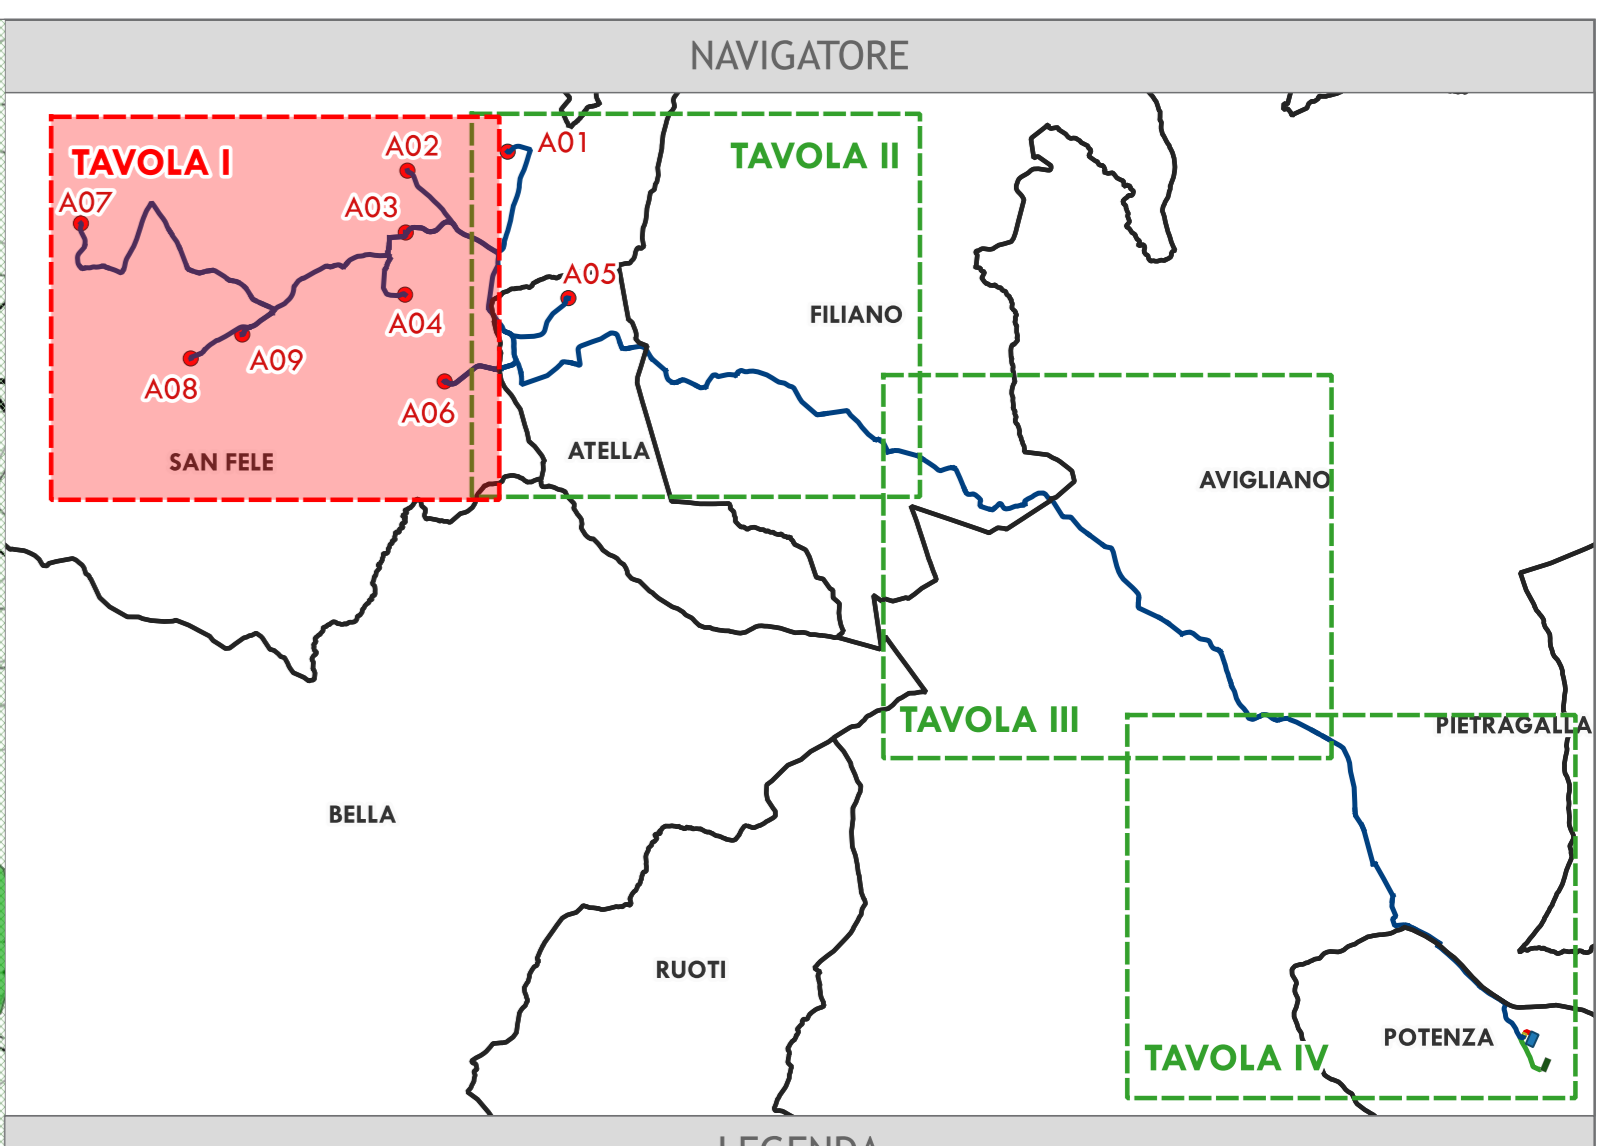 NAVIGATORE
A01
A02
TAVOLA II
TAVOLA I
A07
A03
A05
FILIANO
A04
A09
A08
A06
ATELLA
SAN FELE
AVIGLIANO
TAVOLA III
PIETRAGALLA
BELLA
RUOTI
POTENZA
TAVOLA IV
LEGENDA